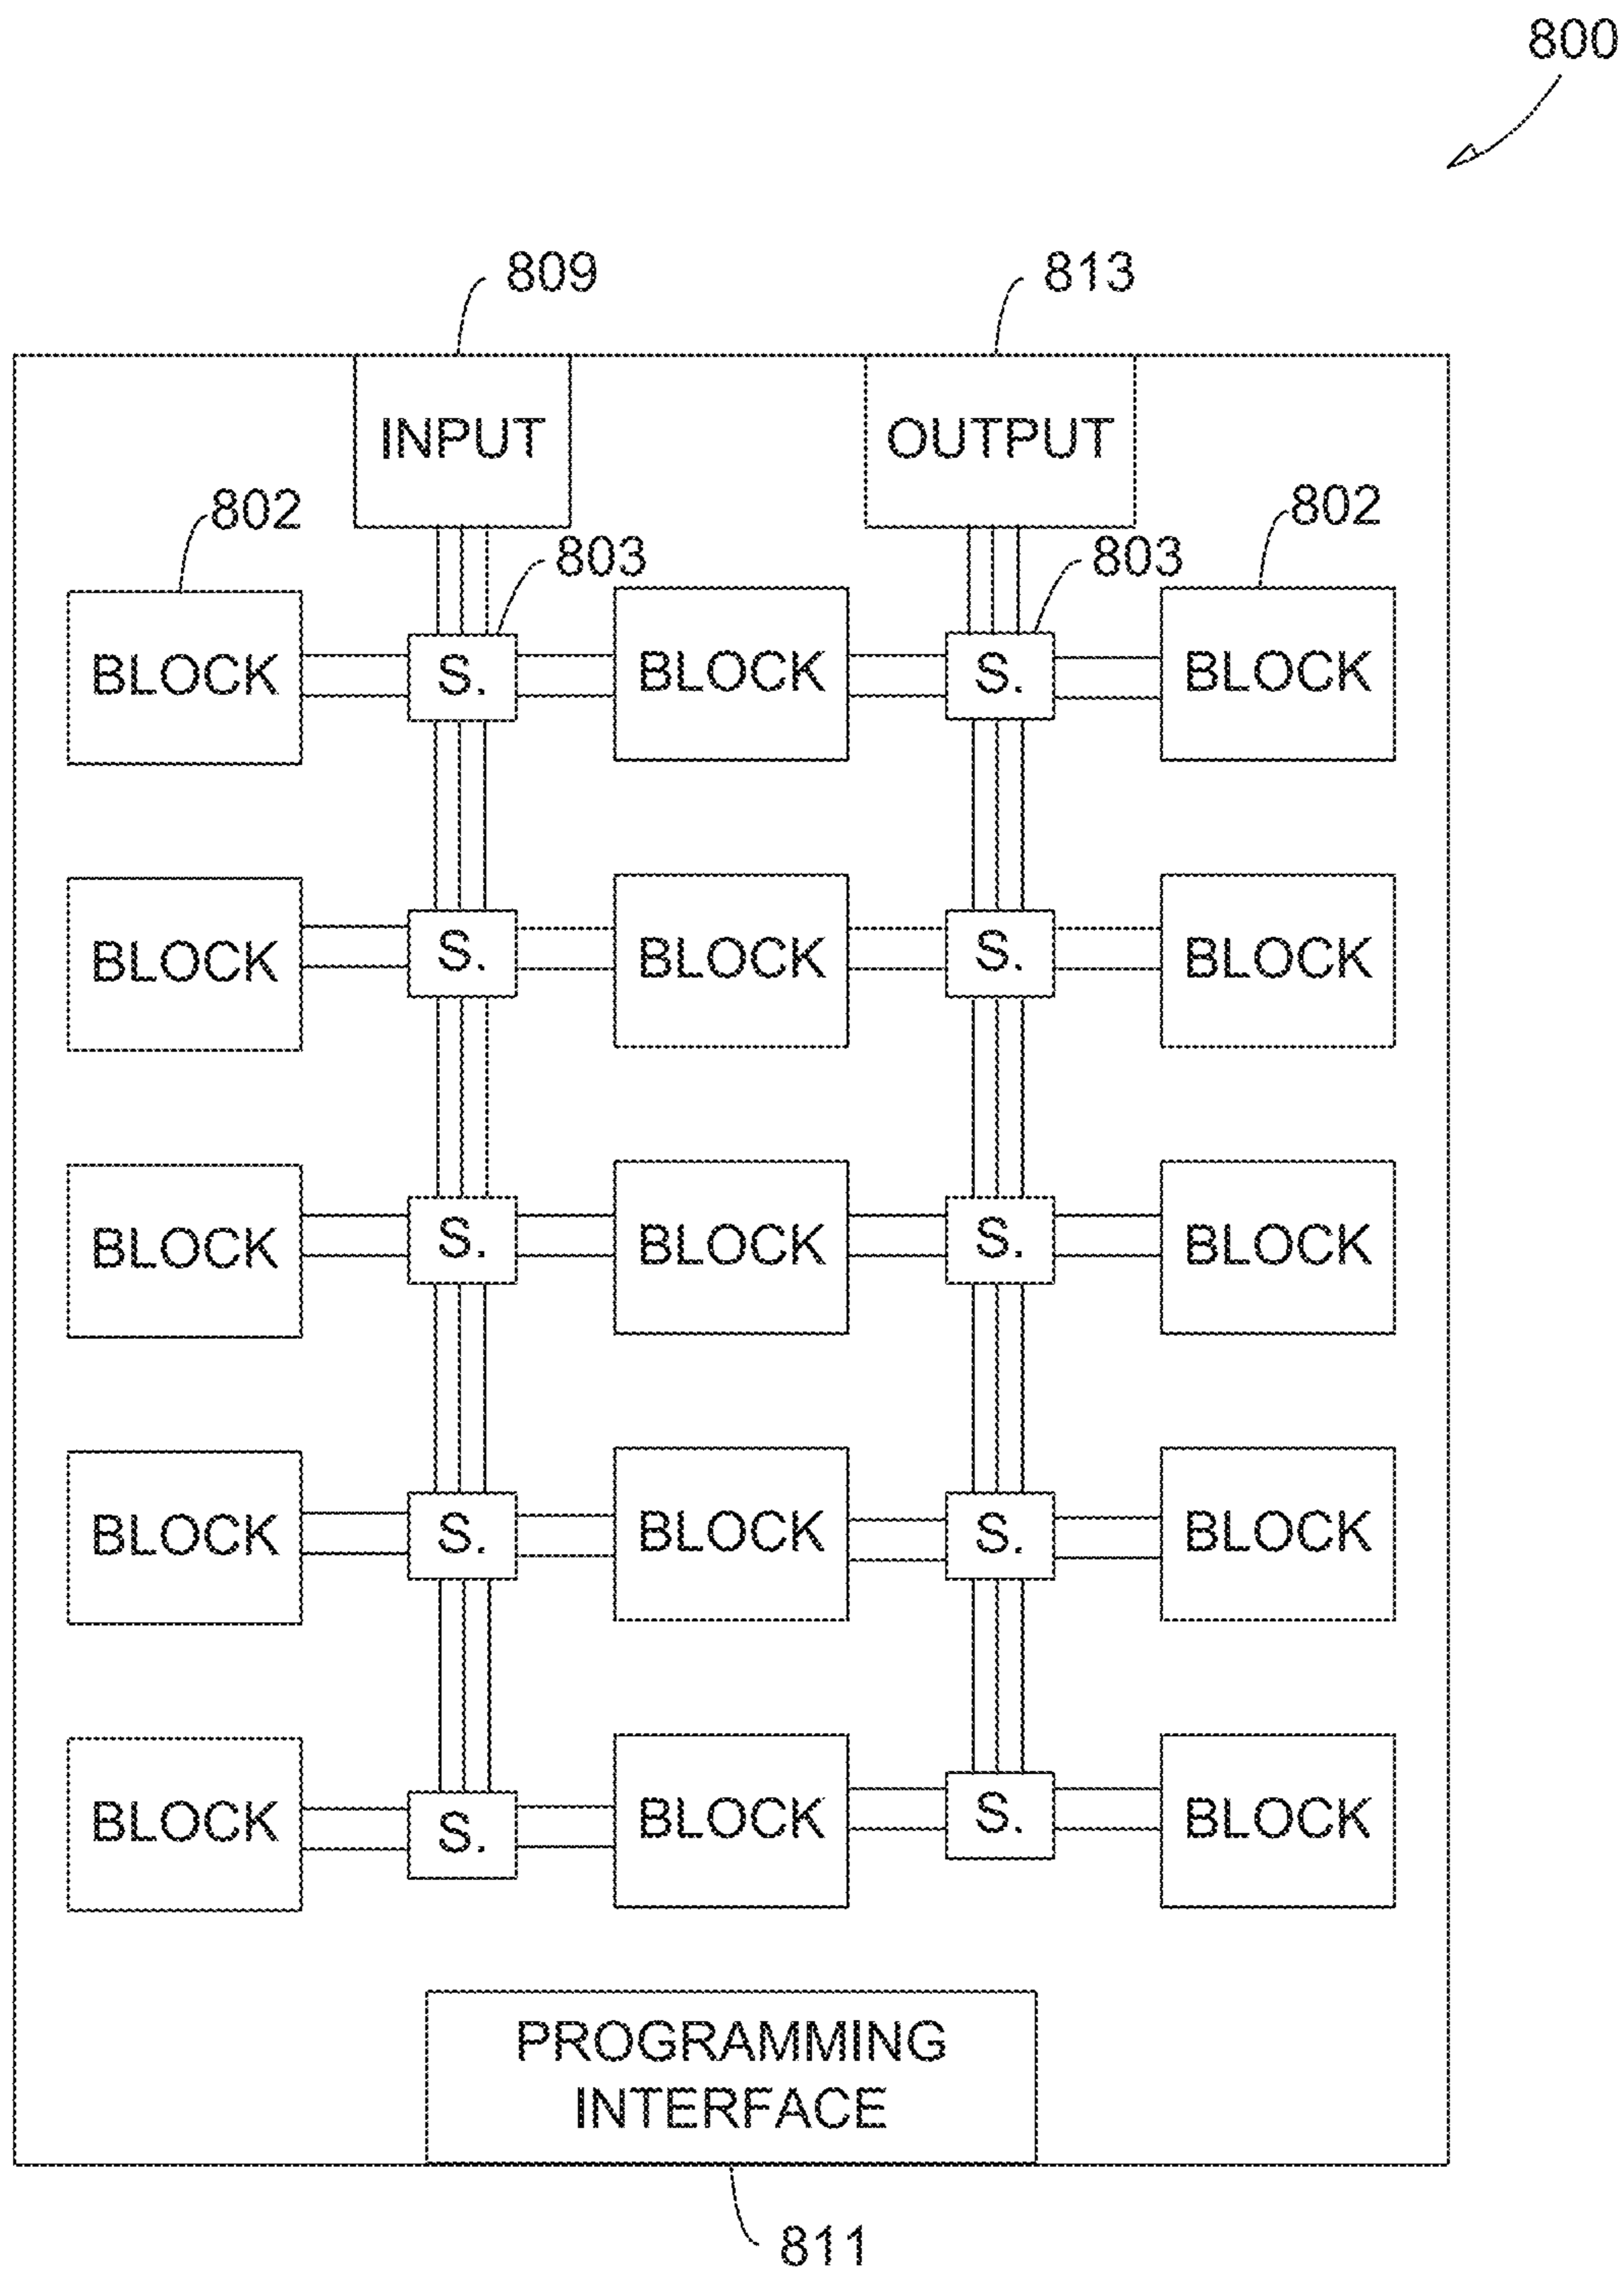 800
809
813
INPUT
OUTPUT
802
803
803
802
BLOCK
S.
BLOCK
S.
BLOCK
BLOCK
S.
BLOCK
S.
BLOCK
BLOCK
S.
BLOCK
S.
BLOCK
BLOCK
S.
BLOCK
S.
BLOCK
BLOCK
S.
BLOCK
S.
BLOCK
PROGRAMMING
INTERFACE
811